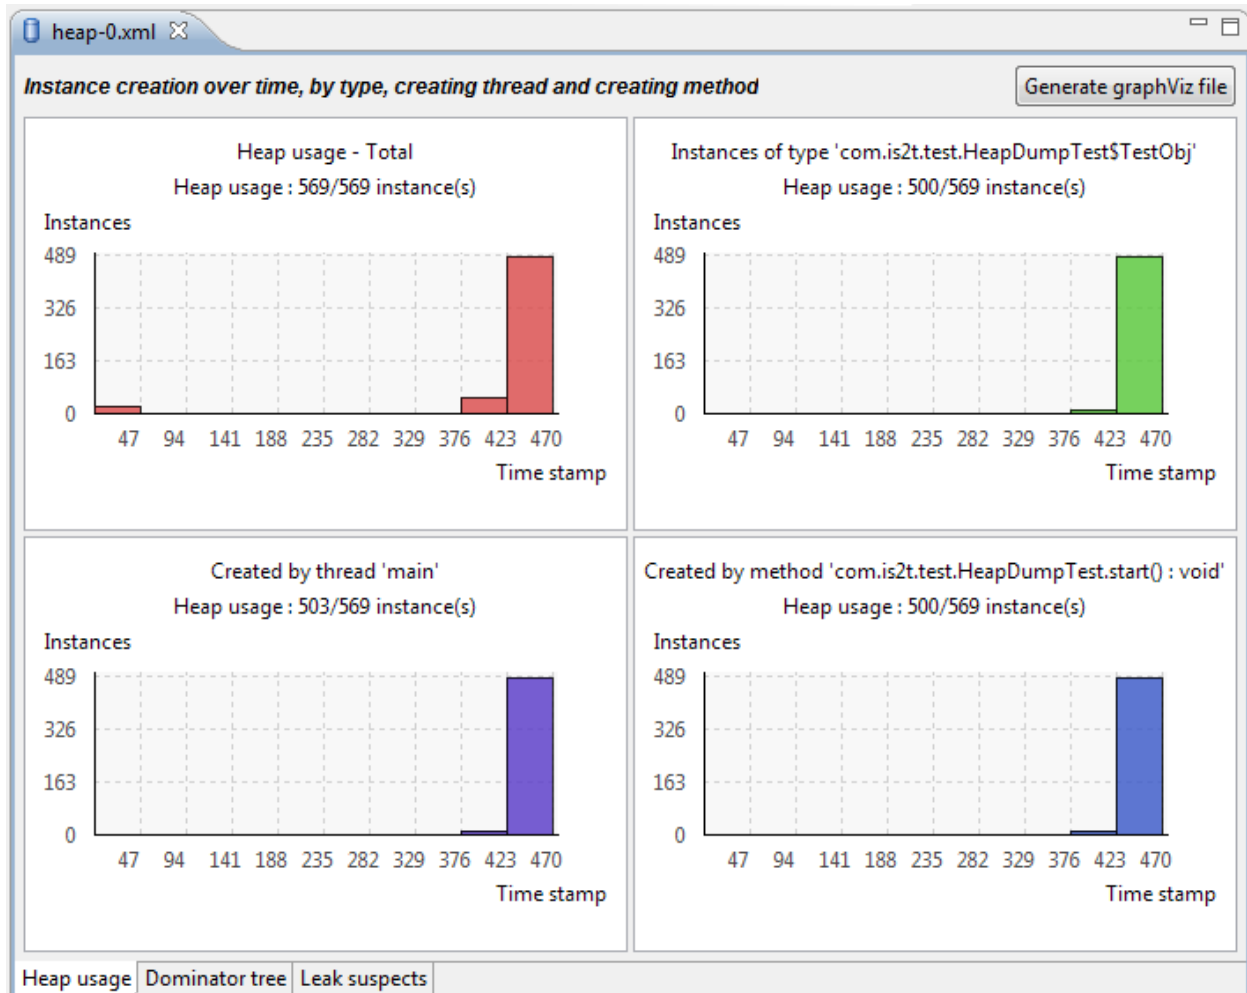 heap-0.xml
Instance creation over time, by type, creating thread and creating method
Generate graphViz file
Heap usage - Total
Heap usage : 569/569 instance(s)
Instances
489
326
163
0
47 94 141 188 235 282 329 376 423 470
Time stamp
Instances of type 'com.is2t.test.HeapDumpTest$TestObj'
Heap usage : 500/569 instance(s)
Instances
489
326
163
0
47 94 141 188 235 282 329 376 423 470
Time stamp
Created by thread 'main'
Heap usage : 503/569 instance(s)
Instances
489
326
163
0
47 94 141 188 235 282 329 376 423 470
Time stamp
Created by method 'com.is2t.test.HeapDumpTest.start() : void'
Heap usage : 500/569 instance(s)
Instances
489
326
163
0
47 94 141 188 235 282 329 376 423 470
Time stamp
Heap usage Dominator tree Leak suspects